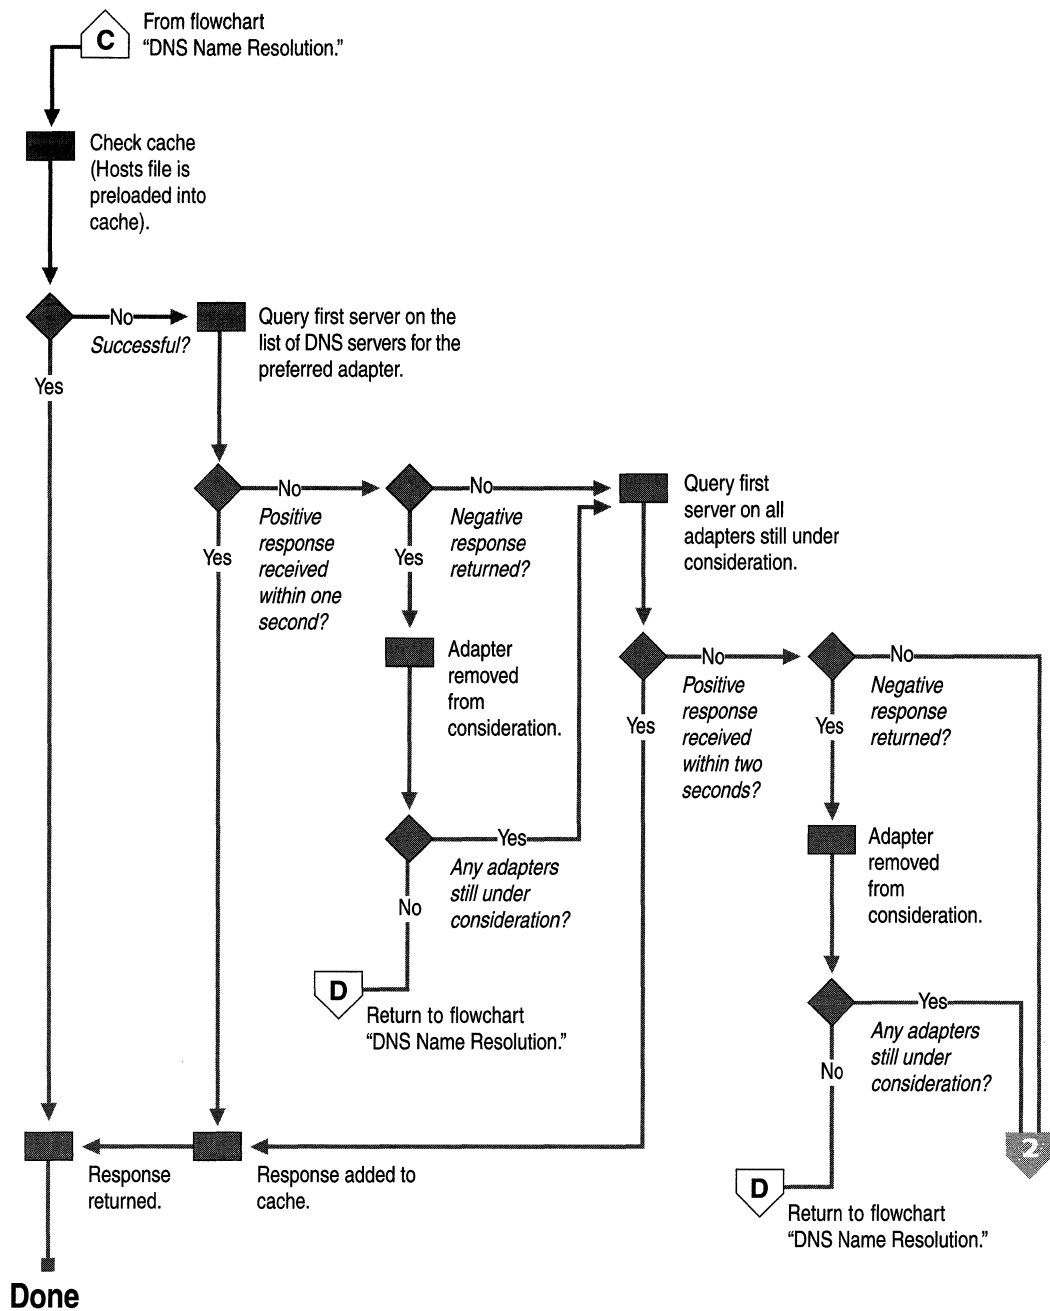 C
From flowchart
“DNS Name Resolution.”
Check cache
(Hosts file is
preloaded into
cache).
No
Successful?
Yes
Query first server on the
list of DNS servers for the
preferred adapter.
No
Positive
response
received
within one
second?
Yes
No
Negative
response
returned?
Yes
Query first
server on all
adapters still under
consideration.
Adapter
removed
from
consideration.
No
Positive
response
received
within two
seconds?
Yes
No
Negative
response
returned?
Yes
Yes
Any adapters
still under
consideration?
No
Adapter
removed
from
consideration.
D
Return to flowchart
“DNS Name Resolution.”
Yes
Any adapters
still under
consideration?
No
2
Response
returned.
Response added to
cache.
D
Return to flowchart
“DNS Name Resolution.”
Done